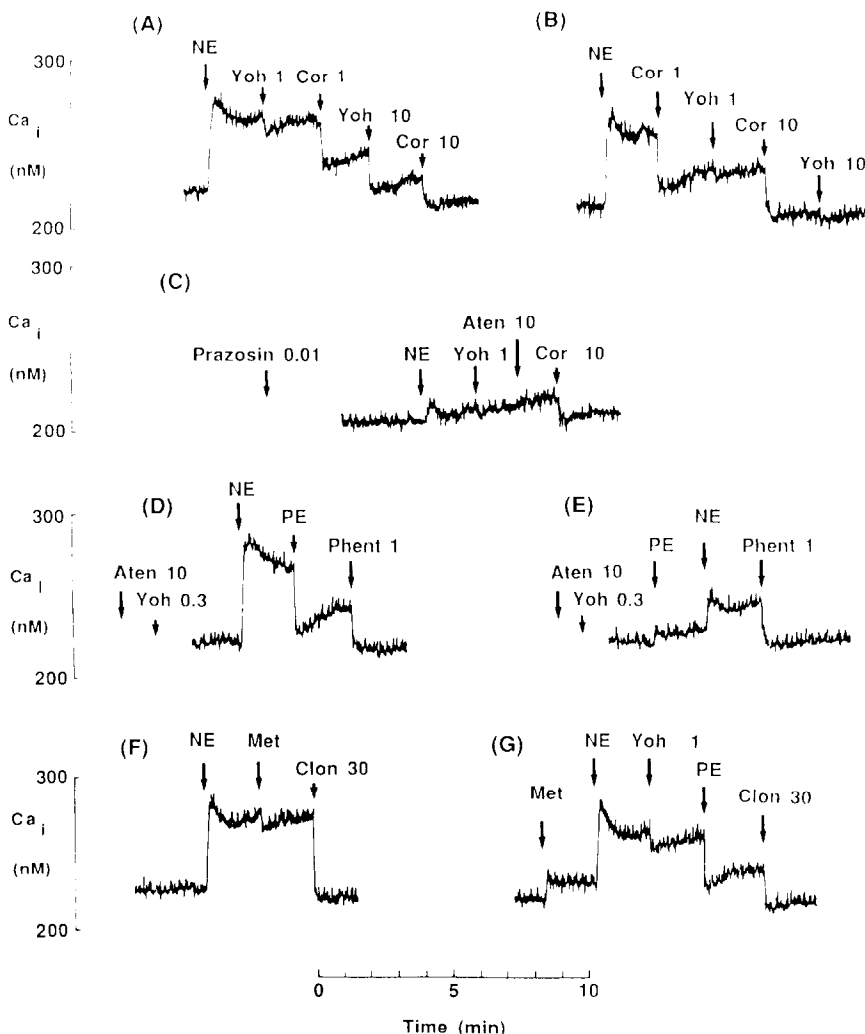 (A)
(B)
300
NE
Yoh 1
Cor 1
NE
Cor 1
Ca i
Yoh 10
Yoh 1
(nM)
Cor 10
Cor 10
Yoh 10
200
300
(C)
Ca i
Aten 10
(nM)
Prazosin 0.01
NE
Yoh 1
Cor 10
200
300
(D)
NE
(E)
NE
PE
PE
Phent 1
Phent 1
Ca i
Aten 10
Aten 10
Yoh 0.3
Yoh 0.3
(nM)
200
(F)
NE
Met
(G)
NE
Yoh 1
300
Clon 30
PE
Met
Clon 30
Ca i
(nM)
200
0
5
10
Time (min)